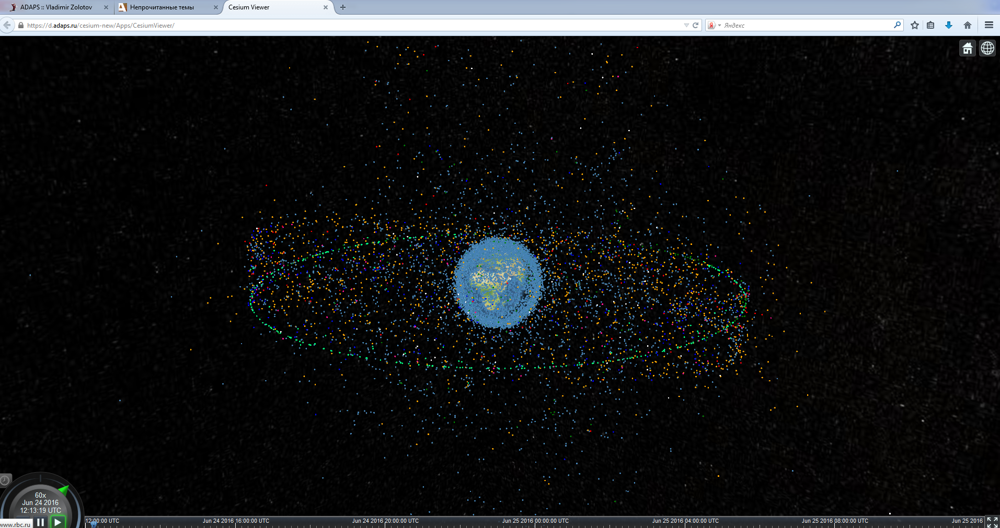 ADAPS :: Vladimir Zolotov
Непрочитанные темы
Cesium Viewer
https://d.adaps.ru/cesium-new/Apps/CesiumViewer/
Яндекс
60x
Jun 24 2016
12:13:19 UTC
www.rbc.ru
12:00:00 UTC
Jun 24 2016 16:00:00 UTC
Jun 24 2016 20:00:00 UTC
Jun 25 2016 00:00:00 UTC
Jun 25 2016 04:00:00 UTC
Jun 25 2016 08:00:00 UTC
Jun 25 2016